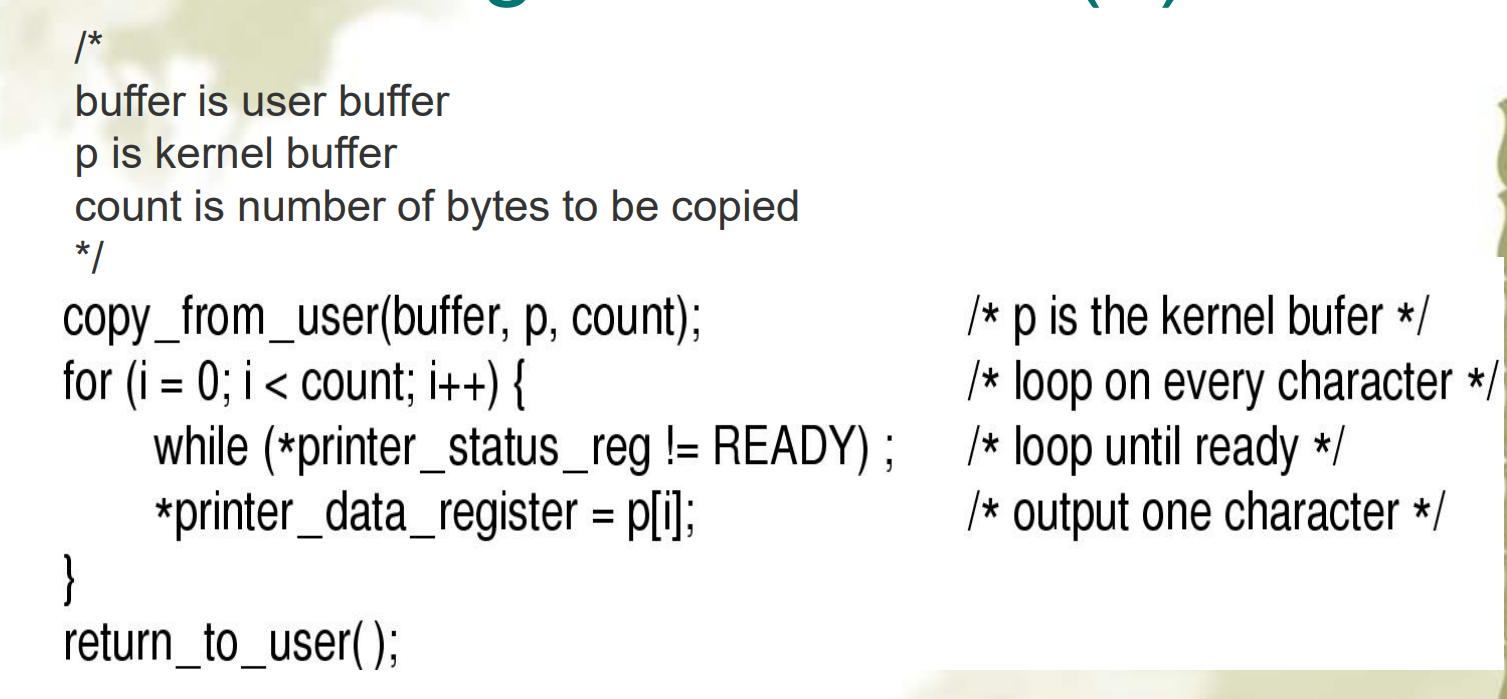 /*
buffer is user buffer
p is kernel buffer
count is number of bytes to be copied
*/
copy_from_user(buffer, p, count); /* p is the kernel bufer */
for (i = 0; i < count; i++) { /* loop on every character */
while (*printer_status_reg != READY) ; /* loop until ready */
*printer_data_register = p[i]; /* output one character */
}
return_to_user( );